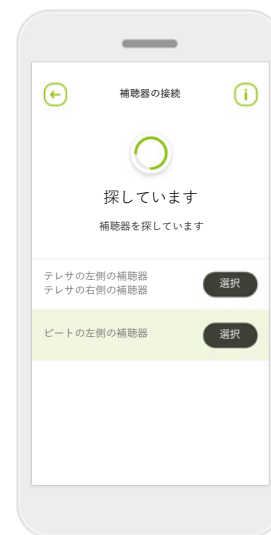 補聴器の接続
探しています
補聴器を探しています
テレサの左側の補聴器
テレサの右側の補聴器
選択
ピートの左側の補聴器
選択